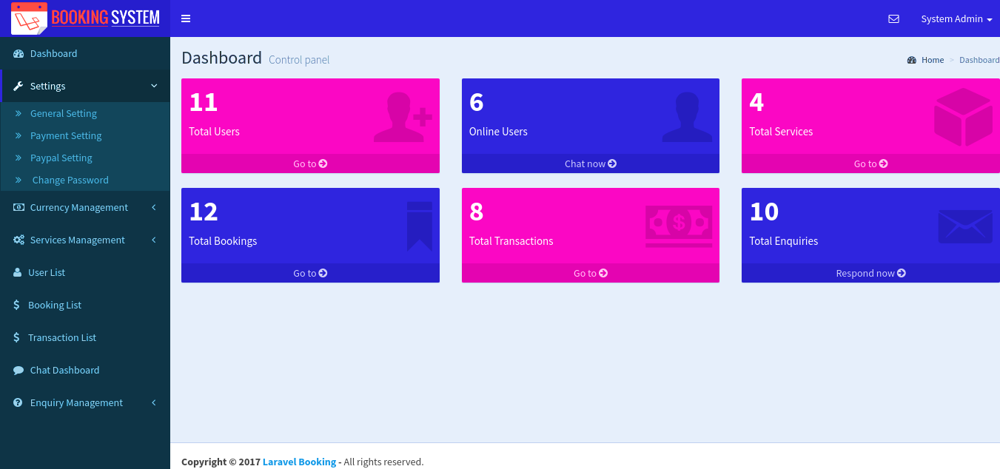 BOOKING SYSTEM
System Admin
Dashboard
Settings
General Setting
Payment Setting
Paypal Setting
Change Password
Currency Management
Services Management
User List
$ Booking List
$ Transaction List
Chat Dashboard
Enquiry Management
Dashboard Control panel
Home > Dashboard
11
Total Users
Go to
6
Online Users
Chat now
4
Total Services
Go to
12
Total Bookings
Go to
8
Total Transactions
$
Go to
10
Total Enquiries
Respond now
Copyright © 2017 Laravel Booking - All rights reserved.